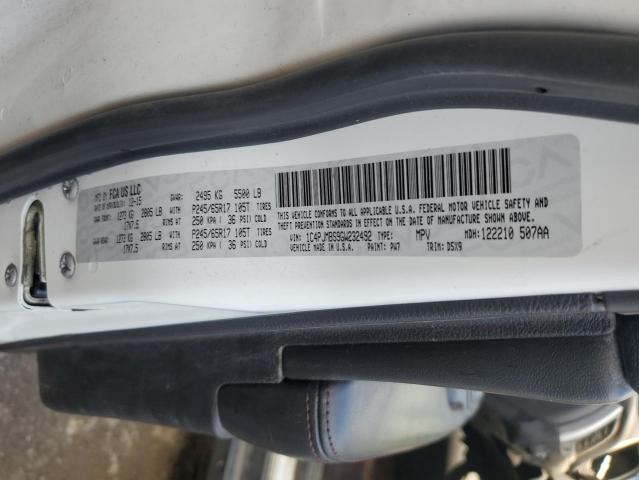 MFD BY FCA US LLC
DATE OF MANUFACTURE 12-15 GVWR: 2495 KG 5500 LB
GAWR FRONT 1273 KG 2805 LB WITH P245/65R17 105T TIRES
17X7.5 RIMS AT 250 KPA ( 36 PSI) COLD
GAWR REAR 1273 KG 2805 LB WITH P245/65R17 105T TIRES
17X7.5 RIMS AT 250 KPA ( 36 PSI) COLD
THIS VEHICLE CONFORMS TO ALL APPLICABLE U.S.A. FEDERAL MOTOR VEHICLE SAFETY AND
THEFT PREVENTION STANDARDS IN EFFECT ON THE DATE OF MANUFACTURE SHOWN ABOVE.
VIN: 1C4PJMBS9GW292492 TYPE: MPV MDH: 122210 507AA
VEHICLE MADE IN U.S.A. PAINT: PW7 TRIM: D5X9